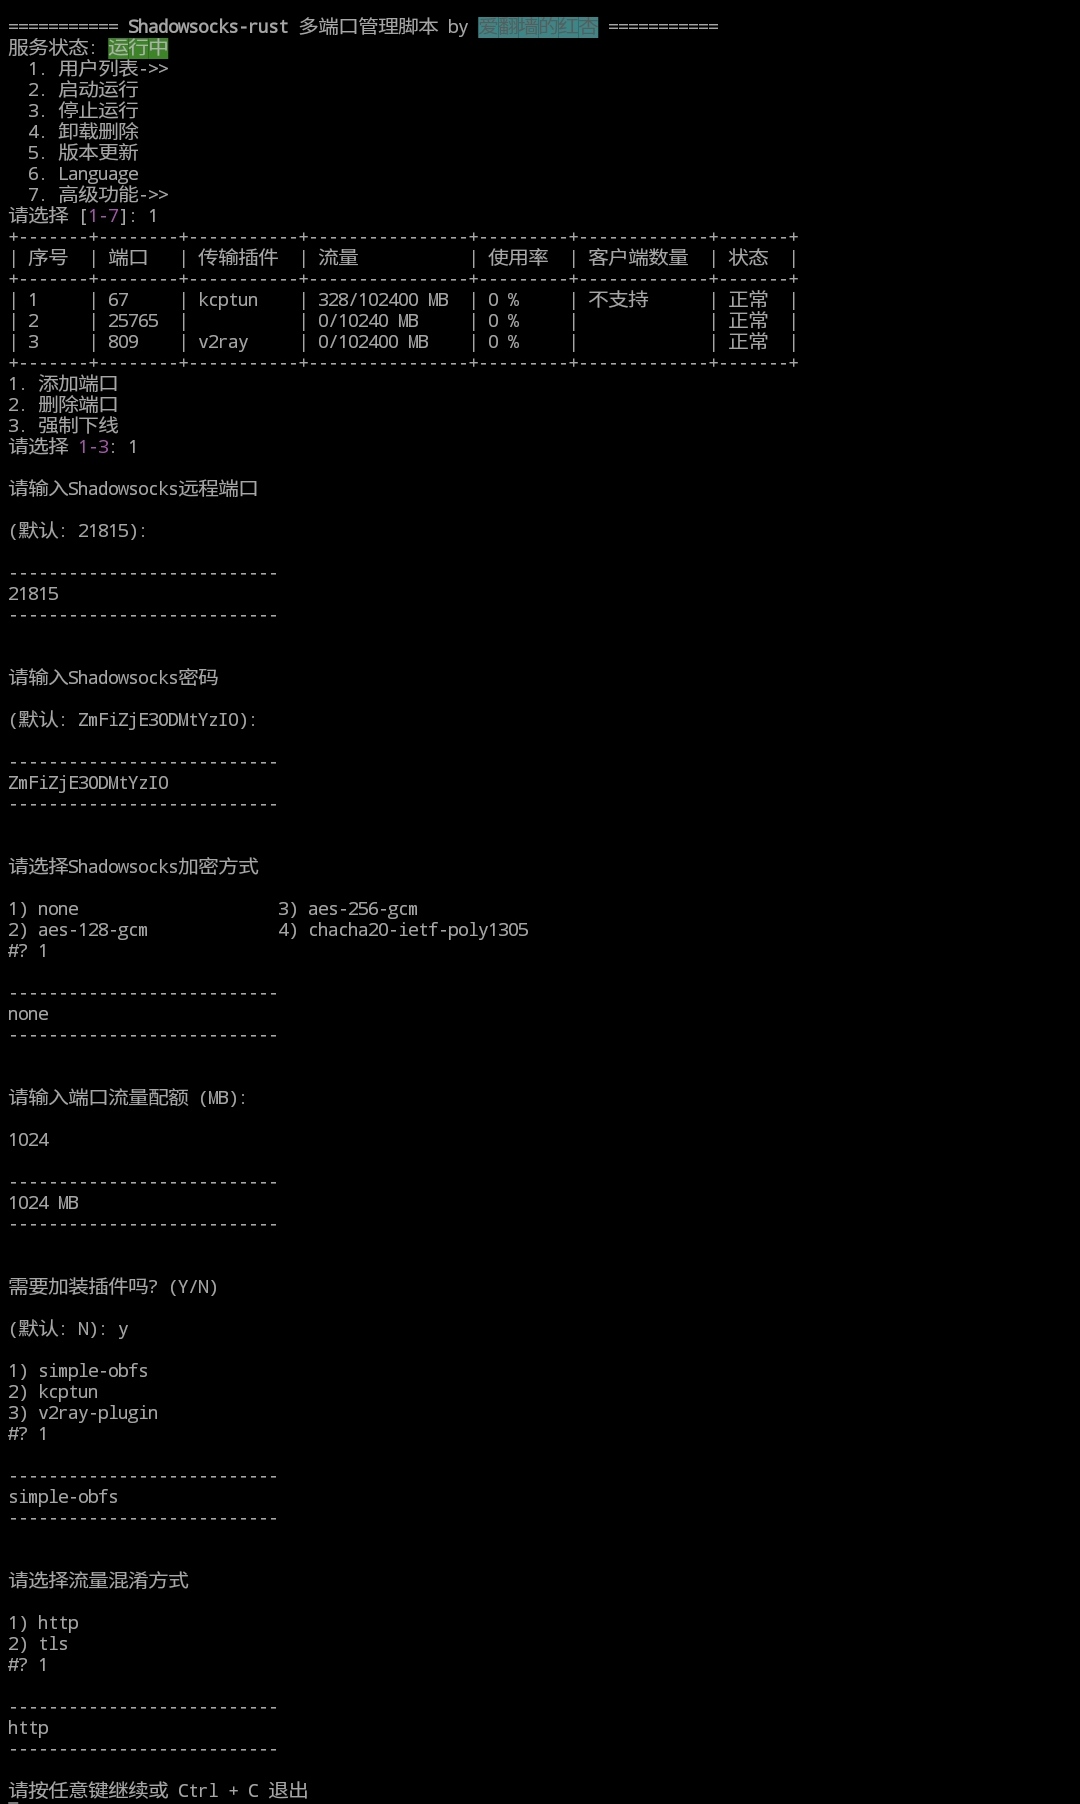 =========== Shadowsocks-rust 多端口管理脚本 by 爱翻墙的红杏 ===========
服务状态: 运行中
  1. 用户列表->>
  2. 启动运行
  3. 停止运行
  4. 卸载删除
  5. 版本更新
  6. Language
  7. 高级功能->>
请选择 [1-7]: 1
+-------+--------+-----------+----------------+---------+-------------+-------+
| 序号  | 端口   | 传输插件  | 流量           | 使用率  | 客户端数量  | 状态  |
+-------+--------+-----------+----------------+---------+-------------+-------+
| 1     | 67     | kcptun    | 328/102400 MB  | 0 %     | 不支持      | 正常  |
| 2     | 25765  |           | 0/10240 MB     | 0 %     |             | 正常  |
| 3     | 809    | v2ray     | 0/102400 MB    | 0 %     |             | 正常  |
+-------+--------+-----------+----------------+---------+-------------+-------+
1. 添加端口
2. 删除端口
3. 强制下线
请选择 1-3: 1
请输入Shadowsocks远程端口
(默认: 21815):
---------------------------
21815
---------------------------
请输入Shadowsocks密码
(默认: ZmFiZjE3ODMtYzIO):
---------------------------
ZmFiZjE3ODMtYzIO
---------------------------
请选择Shadowsocks加密方式
1) none                    3) aes-256-gcm
2) aes-128-gcm             4) chacha20-ietf-poly1305
#? 1
---------------------------
none
---------------------------
请输入端口流量配额 (MB):
1024
---------------------------
1024 MB
---------------------------
需要加装插件吗? (Y/N)
(默认: N): y
1) simple-obfs
2) kcptun
3) v2ray-plugin
#? 1
---------------------------
simple-obfs
---------------------------
请选择流量混淆方式
1) http
2) tls
#? 1
---------------------------
http
---------------------------
请按任意键继续或 Ctrl + C 退出